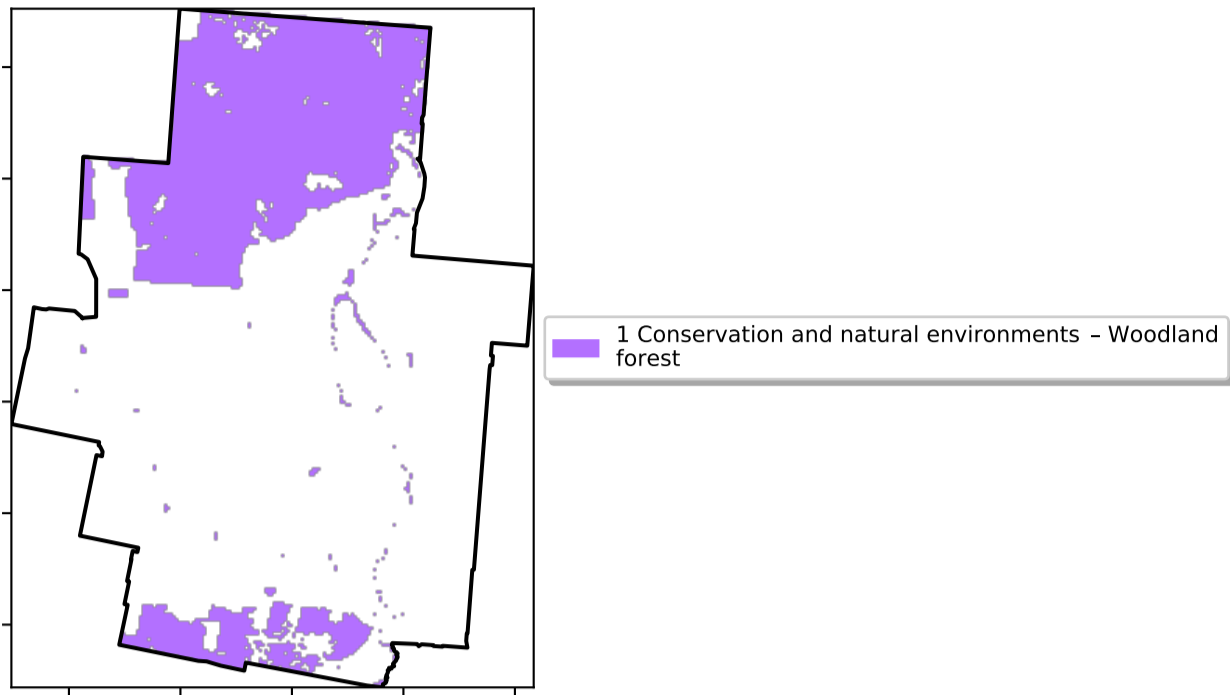 1 Conservation and natural environments – Woodland
forest